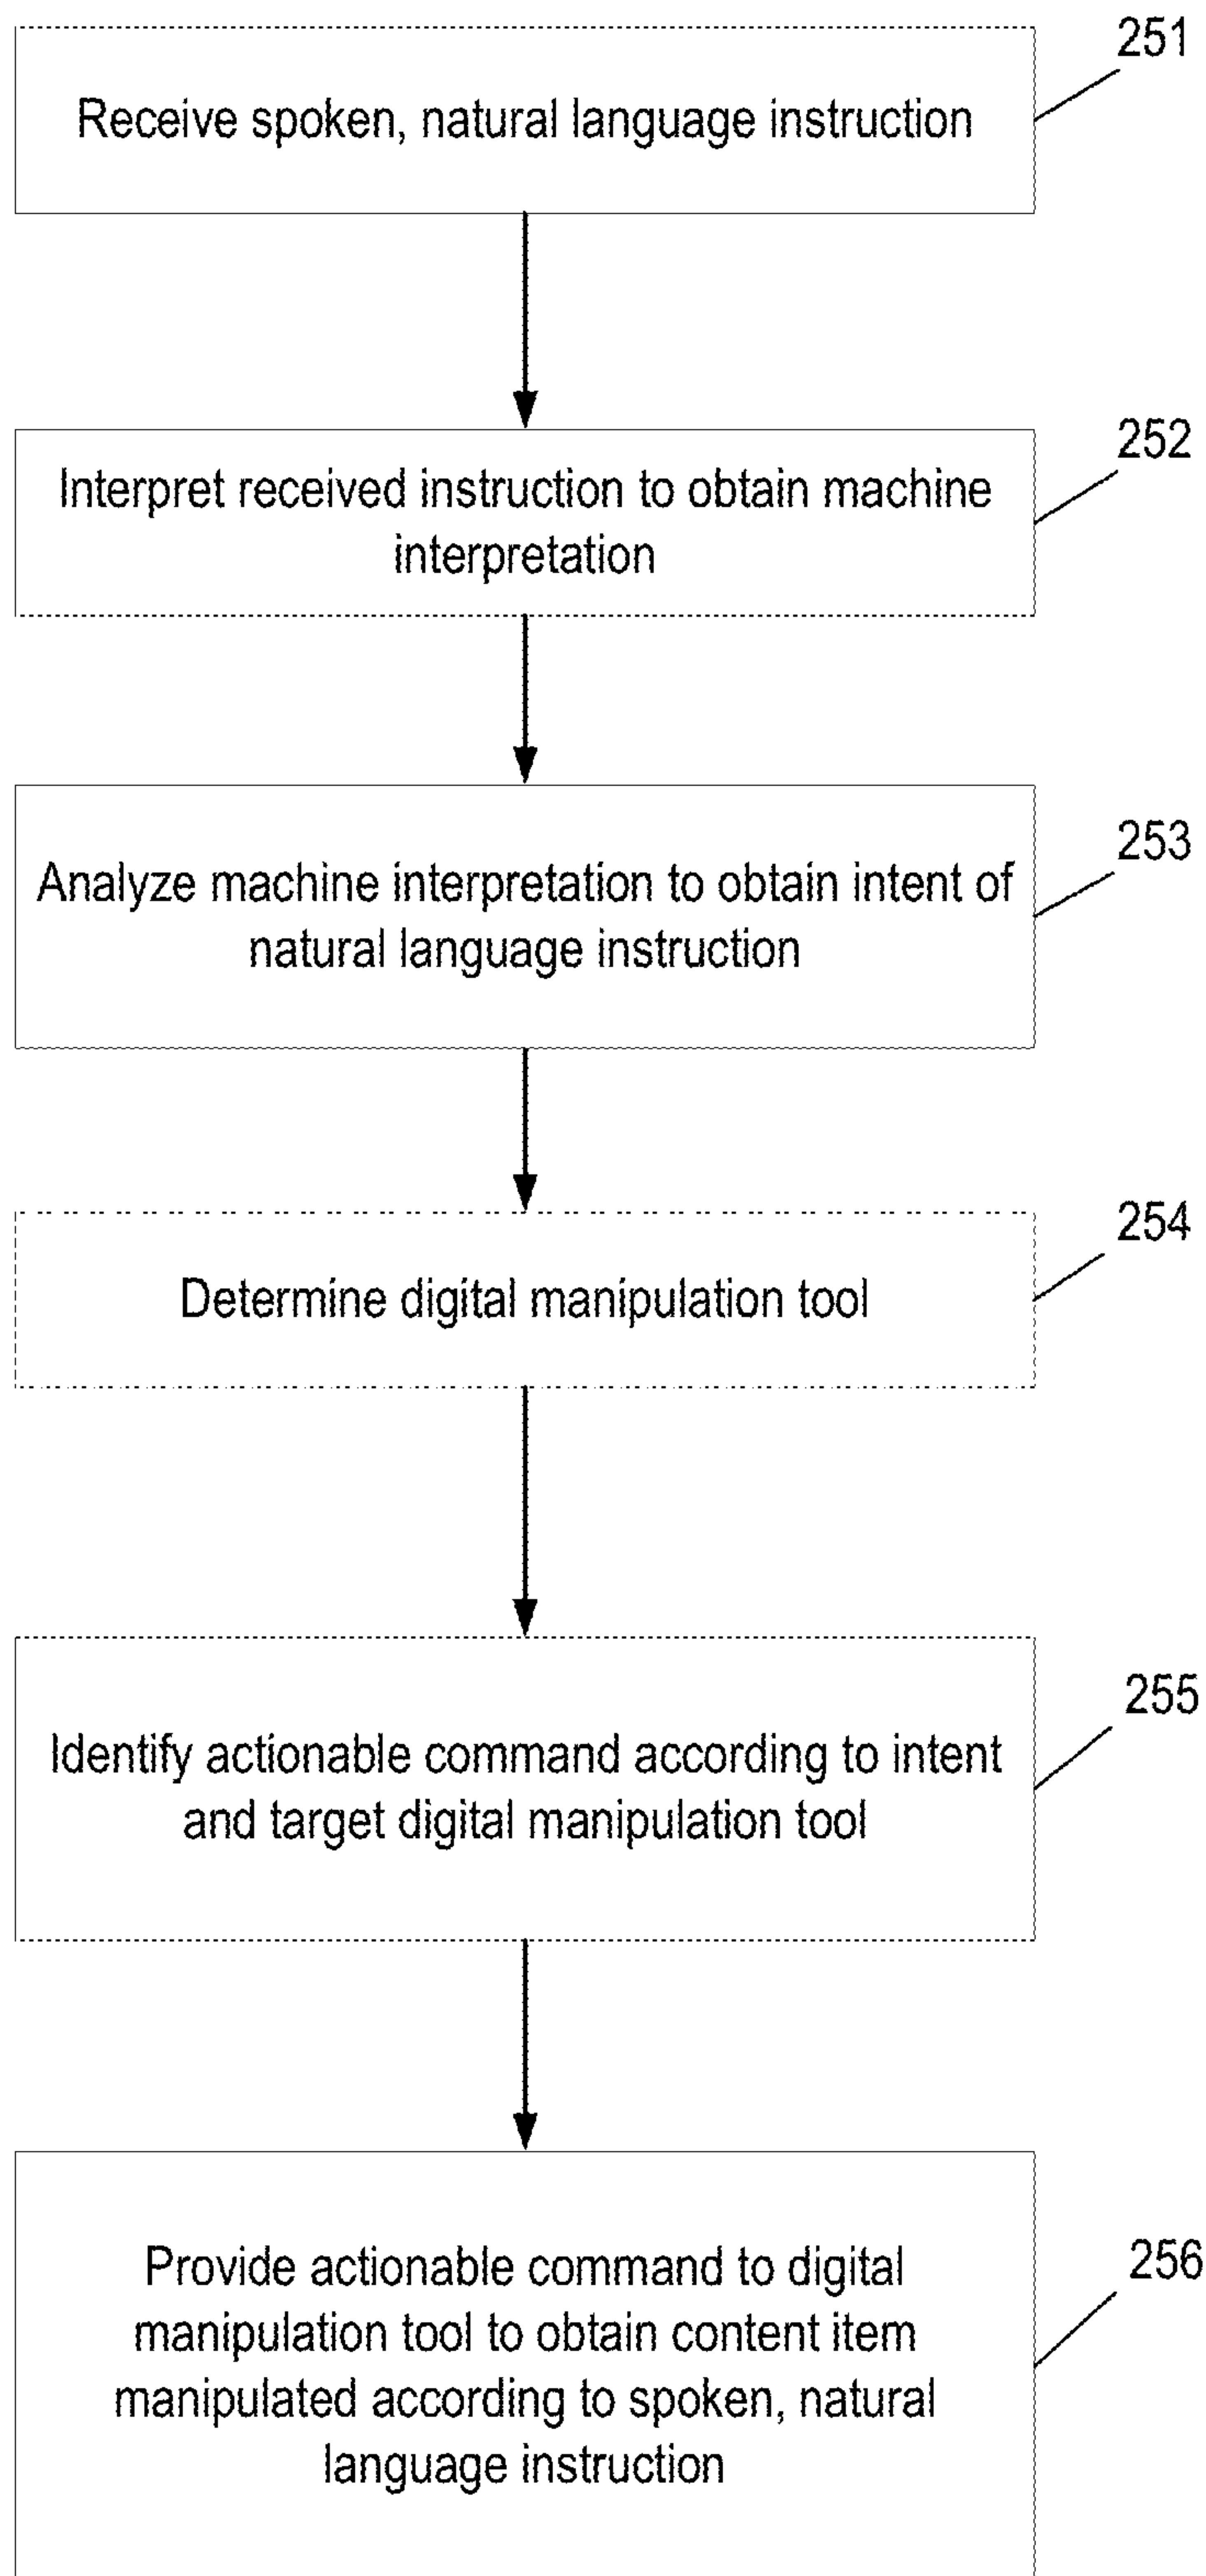 251
Receive spoken, natural language instruction
252
Interpret received instruction to obtain machine
interpretation
253
Analyze machine interpretation to obtain intent of
natural language instruction
254
Determine digital manipulation tool
255
Identify actionable command according to intent
and target digital manipulation tool
256
Provide actionable command to digital
manipulation tool to obtain content item
manipulated according to spoken, natural
language instruction